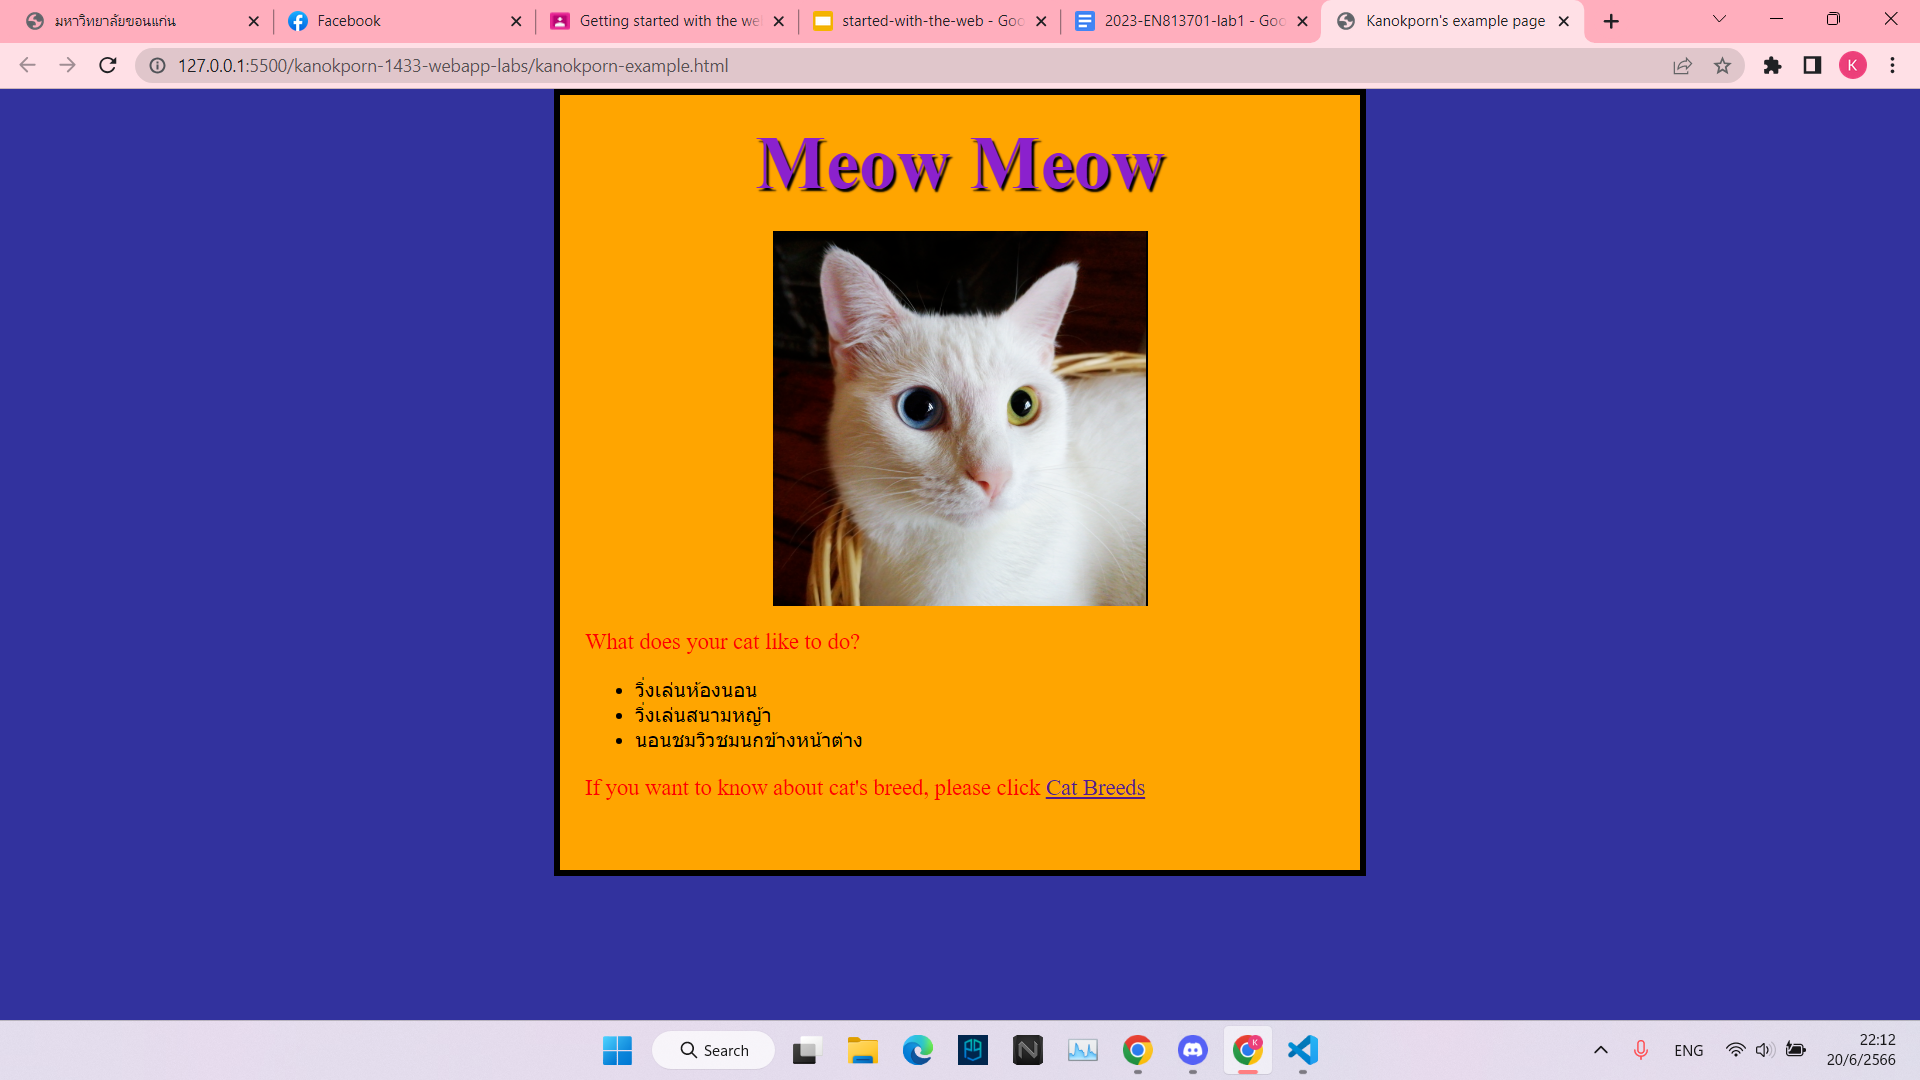 มหาวิทยาลัยขอนแก่น
Facebook
Getting started with the we
started-with-the-web - Goo
2023-EN813701-lab1 - Goo
Kanokporn's example page
127.0.0.1:5500/kanokporn-1433-webapp-labs/kanokporn-example.html
K
Meow Meow
What does your cat like to do?
• วิ่งเล่นห้องนอน
• วิ่งเล่นสนามหญ้า
• นอนชมวิวชมนกข้างหน้าต่าง
If you want to know about cat's breed, please click Cat Breeds
Search
N
K
ENG
22:12
20/6/2566